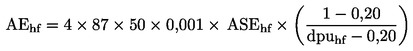 AE_hf = 4 × 87 × 50 × 0,001 × ASE_hf × ( (1 − 0,20) / (dpu_hf − 0,20) )